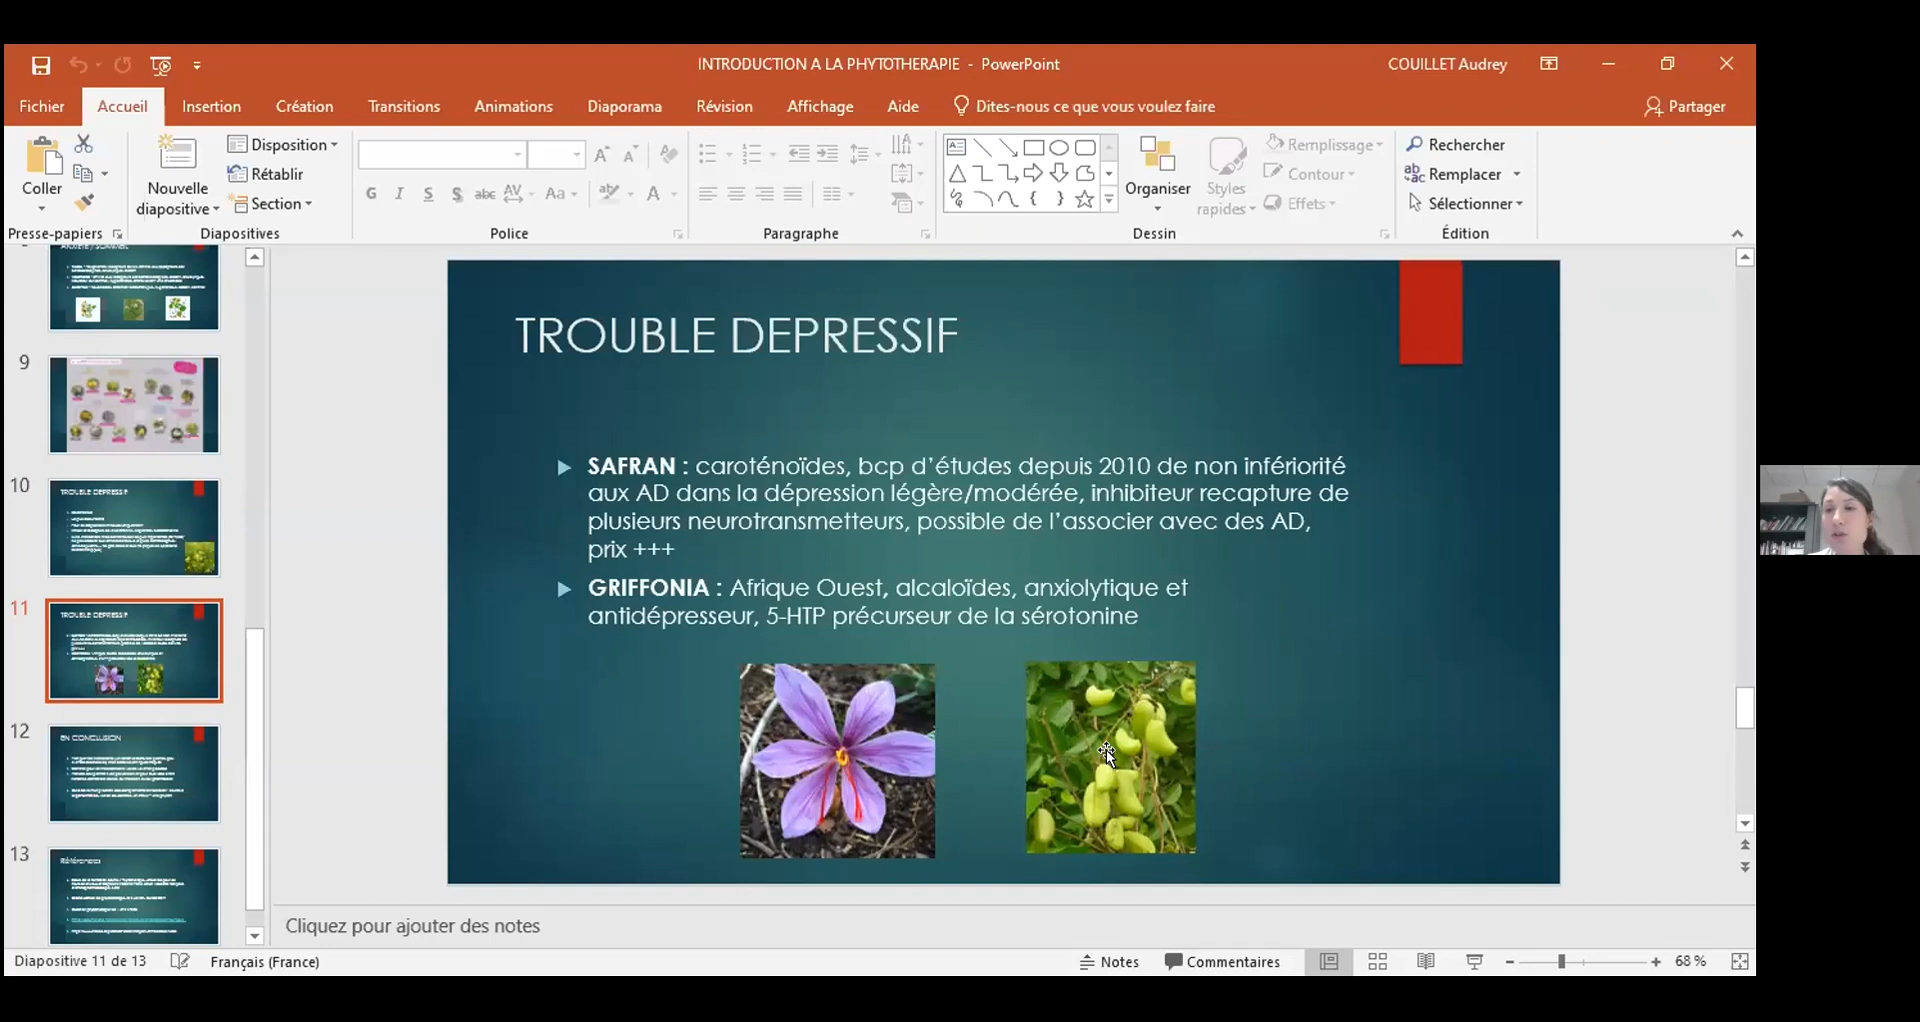 INTRODUCTION A LA PHYTOTHERAPIE - PowerPoint
COUILLET Audrey
Fichier
Accueil
Insertion
Création
Transitions
Animations
Diaporama
Révision
Affichage
Aide
Dites-nous ce que vous voulez faire
Partager
Coller
Presse-papiers
Nouvelle
diapositive
Disposition
Rétablir
Section
Diapositives
G I S S abc AV Aa A
Police
Paragraphe
Organiser
Styles
rapides
Remplissage
Contour
Effets
Dessin
Rechercher
Remplacer
Sélectionner
Édition
9
10
TROUBLE DEPRESSIF
11
TROUBLE DEPRESSIF
12
EN CONCLUSION
13
Références
TROUBLE DEPRESSIF
SAFRAN : caroténoïdes, bcp d'études depuis 2010 de non infériorité
aux AD dans la dépression légère/modérée, inhibiteur recapture de
plusieurs neurotransmetteurs, possible de l'associer avec des AD,
prix +++
GRIFFONIA : Afrique Ouest, alcaloïdes, anxiolytique et
antidépresseur, 5-HTP précurseur de la sérotonine
Cliquez pour ajouter des notes
Diapositive 11 de 13
Français (France)
Notes
Commentaires
68 %